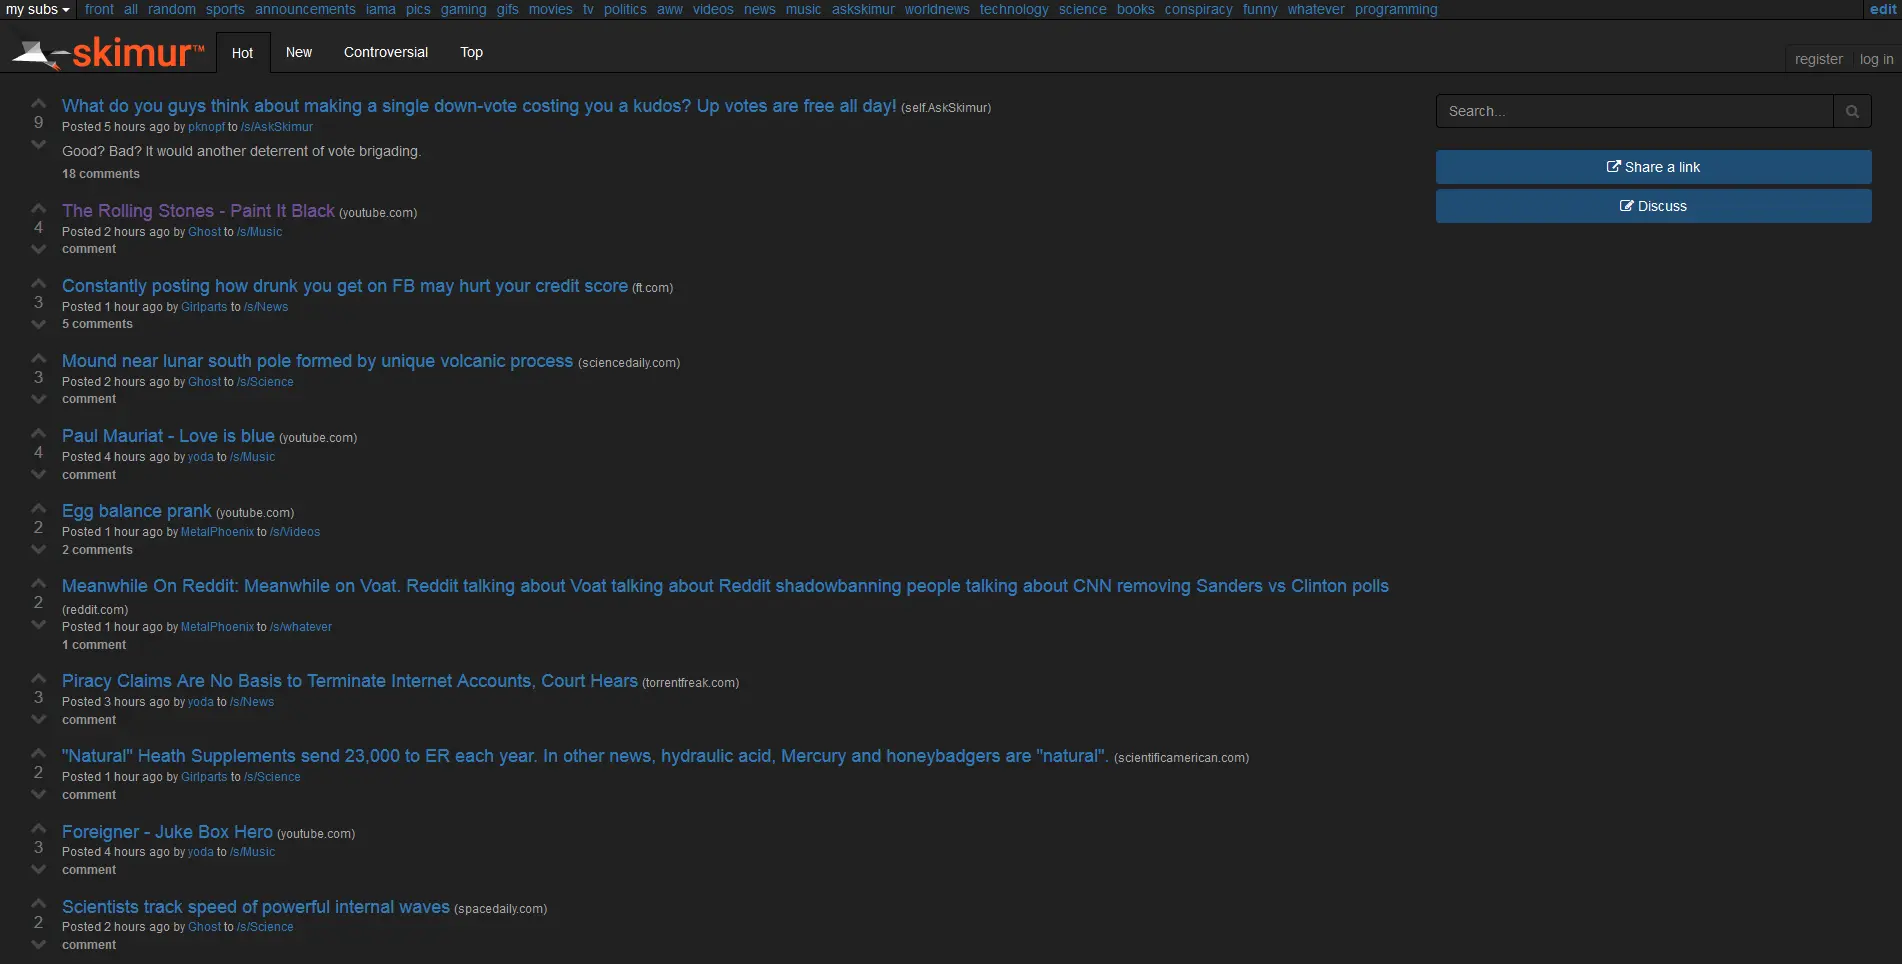 my subs front all random sports announcements iama pics gaming gifs movies tv politics aww videos news music askskimur worldnews technology science books conspiracy funny whatever programming edit
skimur™ Hot New Controversial Top register log in
What do you guys think about making a single down-vote costing you a kudos? Up votes are free all day! (self.AskSkimur)
9
Posted 5 hours ago by pknopf to /s/AskSkimur
Good? Bad? It would another deterrent of vote brigading.
18 comments
Search...
Share a link
Discuss
The Rolling Stones - Paint It Black (youtube.com)
4
Posted 2 hours ago by Ghost to /s/Music
comment
Constantly posting how drunk you get on FB may hurt your credit score (ft.com)
3
Posted 1 hour ago by Girlparts to /s/News
5 comments
Mound near lunar south pole formed by unique volcanic process (sciencedaily.com)
3
Posted 2 hours ago by Ghost to /s/Science
comment
Paul Mauriat - Love is blue (youtube.com)
4
Posted 4 hours ago by yoda to /s/Music
comment
Egg balance prank (youtube.com)
2
Posted 1 hour ago by MetalPhoenix to /s/Videos
2 comments
Meanwhile On Reddit: Meanwhile on Voat. Reddit talking about Voat talking about Reddit shadowbanning people talking about CNN removing Sanders vs Clinton polls
2
(reddit.com)
Posted 1 hour ago by MetalPhoenix to /s/whatever
1 comment
Piracy Claims Are No Basis to Terminate Internet Accounts, Court Hears (torrentfreak.com)
3
Posted 3 hours ago by yoda to /s/News
comment
"Natural" Heath Supplements send 23,000 to ER each year. In other news, hydraulic acid, Mercury and honeybadgers are "natural". (scientificamerican.com)
2
Posted 1 hour ago by Girlparts to /s/Science
comment
Foreigner - Juke Box Hero (youtube.com)
3
Posted 4 hours ago by yoda to /s/Music
comment
Scientists track speed of powerful internal waves (spacedaily.com)
2
Posted 2 hours ago by Ghost to /s/Science
comment